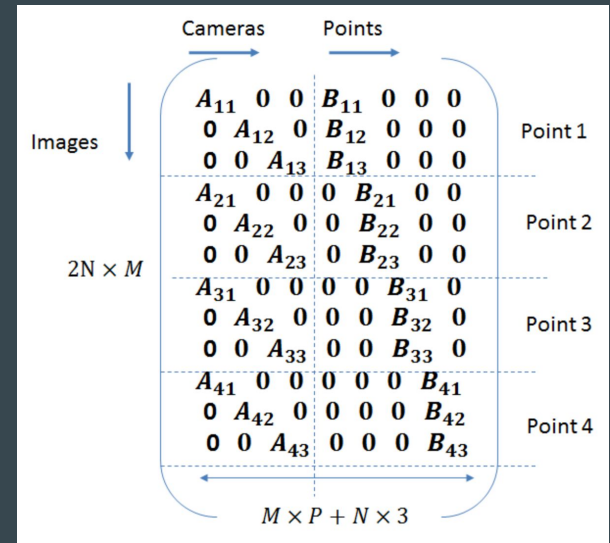 Cameras Points
Images
A₁₁ 0 0 B₁₁ 0 0 0
0 A₁₂ 0 B₁₂ 0 0 0
0 0 A₁₃ B₁₃ 0 0 0
Point 1
A₂₁ 0 0 0 B₂₁ 0 0
0 A₂₂ 0 0 B₂₂ 0 0
0 0 A₂₃ 0 B₂₃ 0 0
Point 2
2N × M
A₃₁ 0 0 0 0 B₃₁ 0
0 A₃₂ 0 0 0 B₃₂ 0
0 0 A₃₃ 0 0 B₃₃ 0
Point 3
A₄₁ 0 0 0 0 0 B₄₁
0 A₄₂ 0 0 0 0 B₄₂
0 0 A₄₃ 0 0 0 B₄₃
Point 4
M × P + N × 3